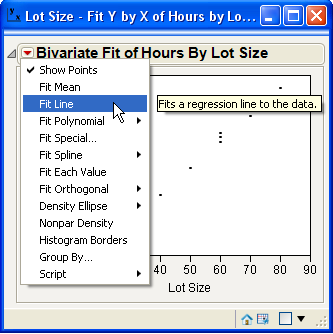 Lot Size - Fit Y by X of Hours by Lo...
Bivariate Fit of Hours By Lot Size
Show Points
Fit Mean
Fit Line
Fits a regression line to the data.
Fit Polynomial
Fit Special...
Fit Spline
Fit Each Value
Fit Orthogonal
Density Ellipse
Nonpar Density
Histogram Borders
Group By...
Script
40 50 60 70 80 90
Lot Size